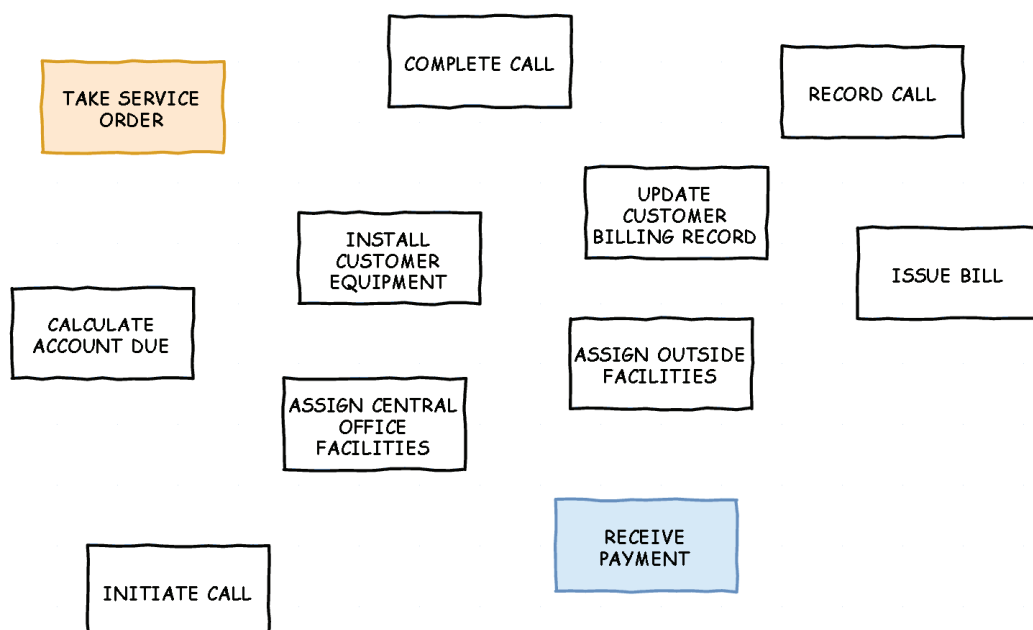 COMPLETE CALL
TAKE SERVICE
ORDER
RECORD CALL
UPDATE
CUSTOMER
BILLING RECORD
INSTALL
CUSTOMER
EQUIPMENT
ISSUE BILL
CALCULATE
ACCOUNT DUE
ASSIGN OUTSIDE
FACILITIES
ASSIGN CENTRAL
OFFICE
FACILITIES
RECEIVE
PAYMENT
INITIATE CALL